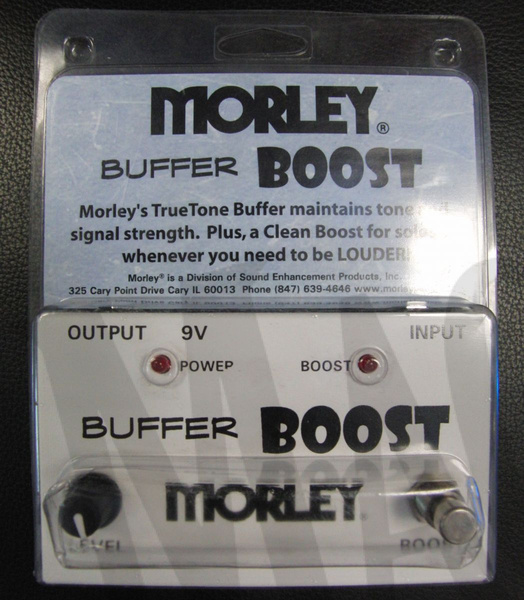 MORLEY®
BUFFER BOOST
Morley's TrueTone Buffer maintains tone
signal strength. Plus, a Clean Boost for
whenever you need to be LOUDER!
Morley® is a Division of Sound Enhancement Products, Inc.
325 Cary Point Drive Cary IL 60013 Phone (847) 639-4646
OUTPUT 9V INPUT
POWER BOOST
BUFFER BOOST
MORLEY
LEVEL